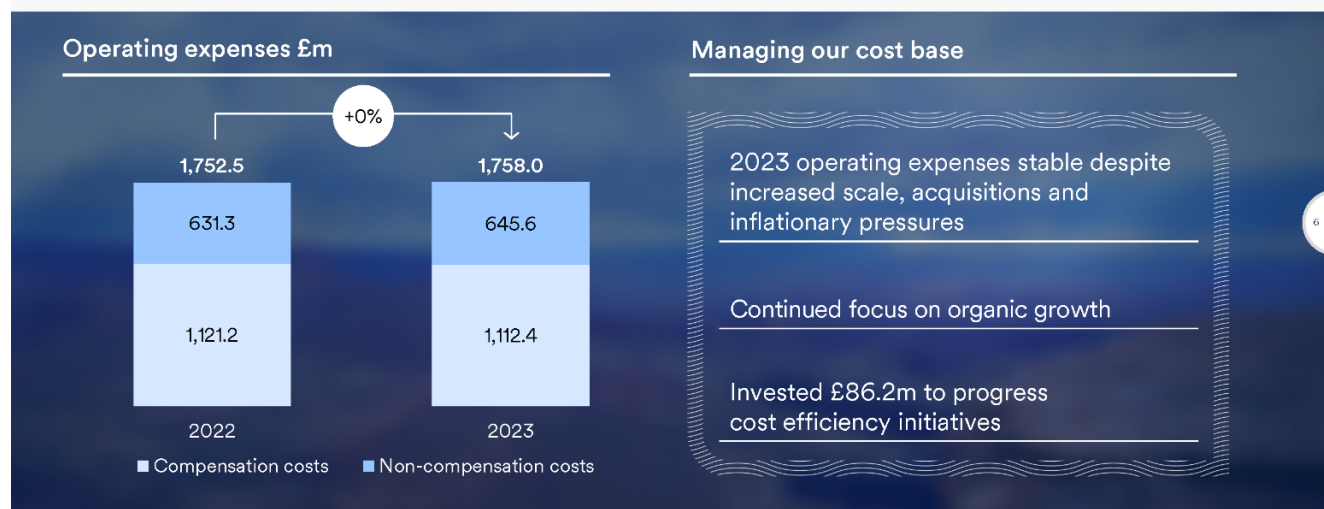 Operating expenses £m
+0%
1,752.5
1,758.0
631.3
645.6
1,121.2
1,112.4
2022
2023
Compensation costs
Non-compensation costs
Managing our cost base
2023 operating expenses stable despite
increased scale, acquisitions and
inflationary pressures
Continued focus on organic growth
Invested £86.2m to progress
cost efficiency initiatives
6